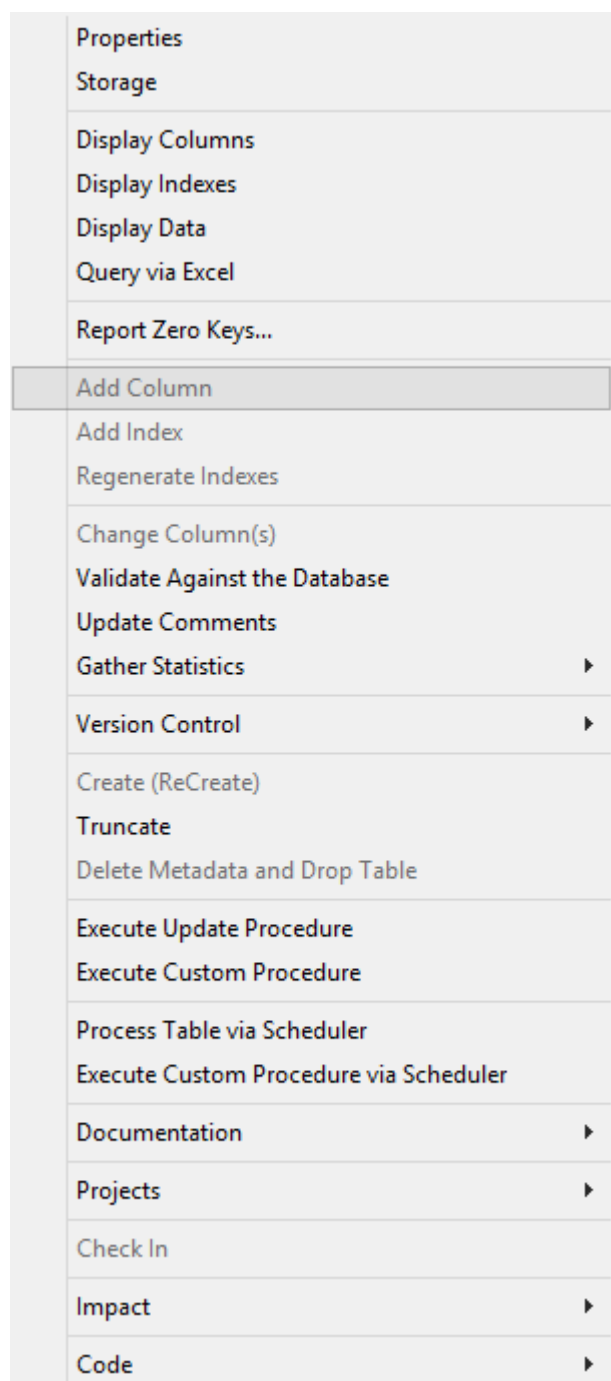 Properties
Storage
Display Columns
Display Indexes
Display Data
Query via Excel
Report Zero Keys...
Add Column
Add Index
Regenerate Indexes
Change Column(s)
Validate Against the Database
Update Comments
Gather Statistics
Version Control
Create (ReCreate)
Truncate
Delete Metadata and Drop Table
Execute Update Procedure
Execute Custom Procedure
Process Table via Scheduler
Execute Custom Procedure via Scheduler
Documentation
Projects
Check In
Impact
Code